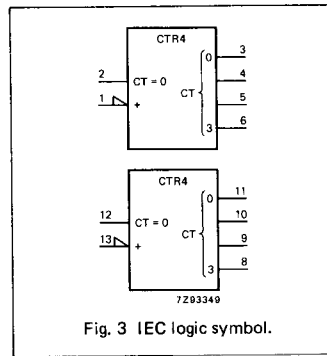 CTR4
0 3
2 CT = 0 4
CT
1 + 5
3 6
CTR4
0 11
12 CT = 0 10
CT
13 + 9
3 8
7Z93349
Fig. 3 IEC logic symbol.